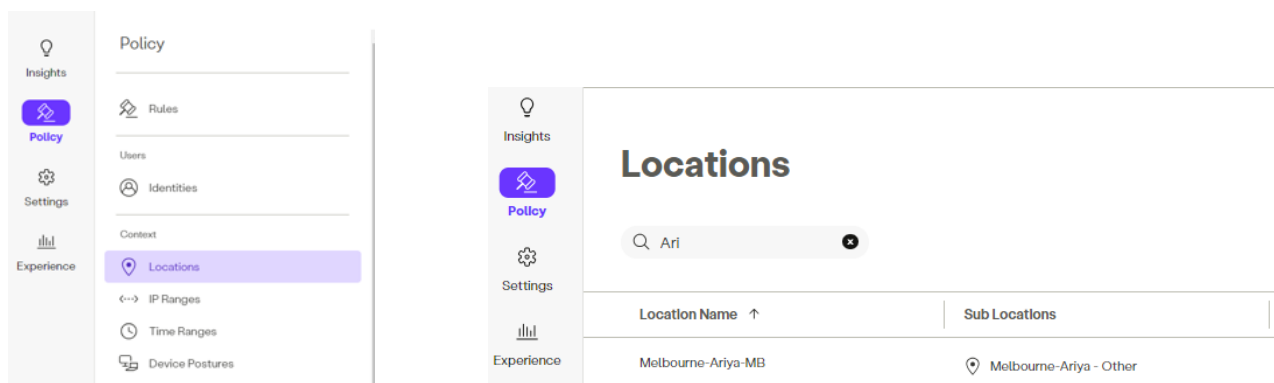 Insights
Policy
Settings
Experience
Policy
Rules
Users
Identities
Context
Locations
IP Ranges
Time Ranges
Device Postures
Insights
Policy
Settings
Experience
Locations
Ari
Location Name ↑ Sub Locations
Melbourne-Ariya-MB Melbourne-Ariya - Other